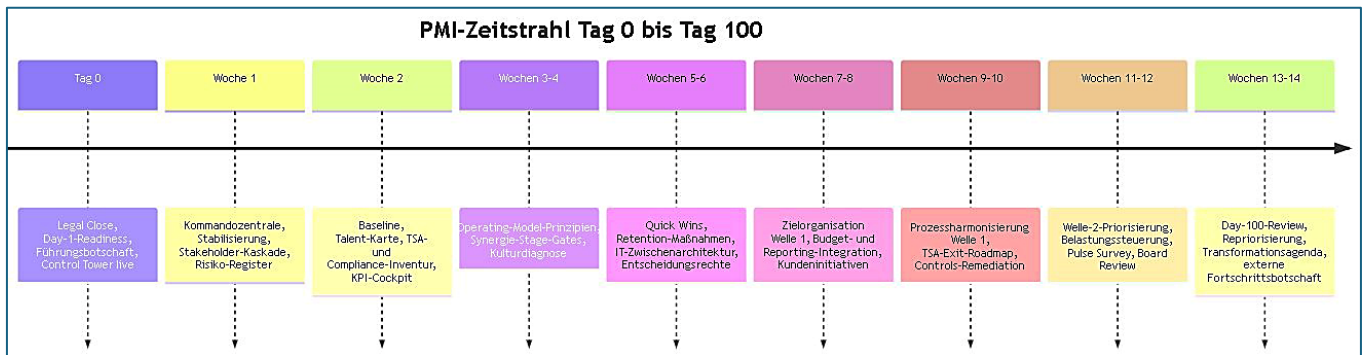 PMI-Zeitstrahl Tag 0 bis Tag 100
Tag 0
Woche 1
Woche 2
Wochen 3-4
Wochen 5-6
Wochen 7-8
Wochen 9-10
Wochen 11-12
Wochen 13-14
Legal Close,
Day-1-Readiness,
Führungsbotschaft,
Control Tower live
Kommandozentrale,
Stabilisierung,
Stakeholder-Kaskade,
Risiko-Register
Baseline,
Talent-Karte, TSA-
und
Compliance-Inventur,
KPI-Cockpit
Operating-Model-Prinzipien,
Synergie-Stage-Gates,
Kulturdiagnose
Quick Wins,
Retention-Maßnahmen,
IT-Zwischenarchitektur,
Entscheidungsrechte
Zielorganisation
Welle 1, Budget- und
Reporting-Integration,
Kundeninitiativen
Prozessharmonisierung
Welle 1,
TSA-Exit-Roadmap,
Controls-Remediation
Welle-2-Priorisierung,
Belastungssteuerung,
Pulse Survey, Board
Review
Day-100-Review,
Repriorisierung,
Transformationsagenda,
externe
Fortschrittsbotschaft